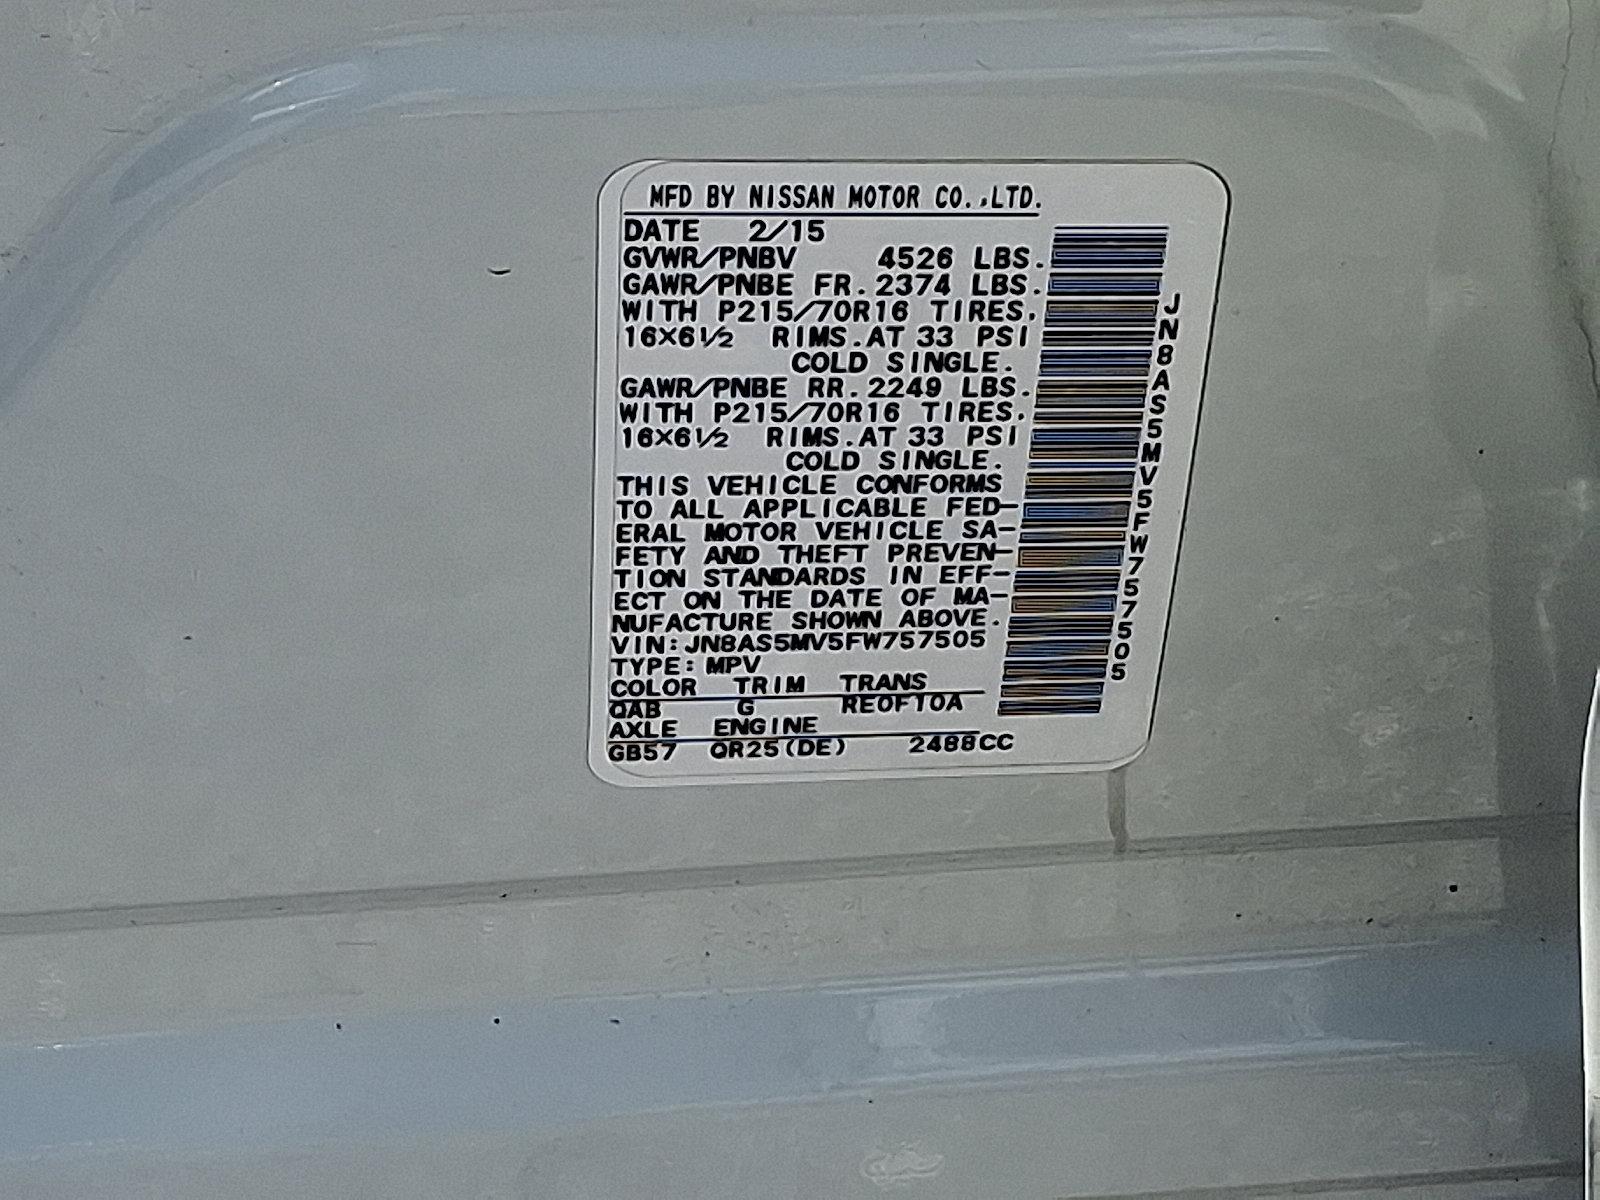 MFD BY NISSAN MOTOR CO.,LTD.
DATE 2/15
GVWR/PNBV 4526 LBS.
GAWR/PNBE FR. 2374 LBS.
WITH P215/70R16 TIRES.
16×6½ RIMS. AT 33 PSI
COLD SINGLE.
GAWR/PNBE RR. 2249 LBS.
WITH P215/70R16 TIRES.
16×6½ RIMS. AT 33 PSI
COLD SINGLE.
THIS VEHICLE CONFORMS
TO ALL APPLICABLE FED-
ERAL MOTOR VEHICLE SA-
FETY AND THEFT PREVEN-
TION STANDARDS IN EFF-
ECT ON THE DATE OF MA-
NUFACTURE SHOWN ABOVE.
VIN: JN8AS5MV5FW757505
TYPE: MPV
COLOR TRIM TRANS
QAB G RE0F10A
AXLE ENGINE
GB57 QR25(DE) 2488CC
JN8AS5MV5FW757505